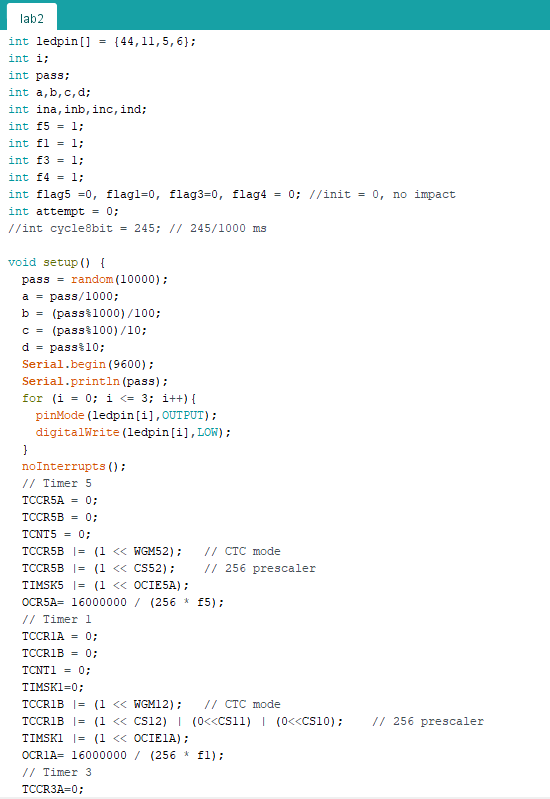 lab2
int ledpin[] = {44,11,5,6};
int i;
int pass;
int a,b,c,d;
int ina,inb,inc,ind;
int f5 = 1;
int f1 = 1;
int f3 = 1;
int f4 = 1;
int flag5 =0, flag1=0, flag3=0, flag4 = 0; //init = 0, no impact
int attempt = 0;
//int cycle8bit = 245; // 245/1000 ms
void setup() {
pass = random(10000);
a = pass/1000;
b = (pass%1000)/100;
c = (pass%100)/10;
d = pass%10;
Serial.begin(9600);
Serial.println(pass);
for (i = 0; i <= 3; i++){
pinMode(ledpin[i],OUTPUT);
digitalWrite(ledpin[i],LOW);
}
noInterrupts();
// Timer 5
TCCR5A = 0;
TCCR5B = 0;
TCNT5 = 0;
TCCR5B |= (1 << WGM52);   // CTC mode
TCCR5B |= (1 << CS52);    // 256 prescaler
TIMSK5 |= (1 << OCIE5A);
OCR5A= 16000000 / (256 * f5);
// Timer 1
TCCR1A = 0;
TCCR1B = 0;
TCNT1 = 0;
TIMSK1=0;
TCCR1B |= (1 << WGM12);   // CTC mode
TCCR1B |= (1 << CS12) | (0<<CS11) | (0<<CS10);    // 256 prescaler
TIMSK1 |= (1 << OCIE1A);
OCR1A= 16000000 / (256 * f1);
// Timer 3
TCCR3A=0;